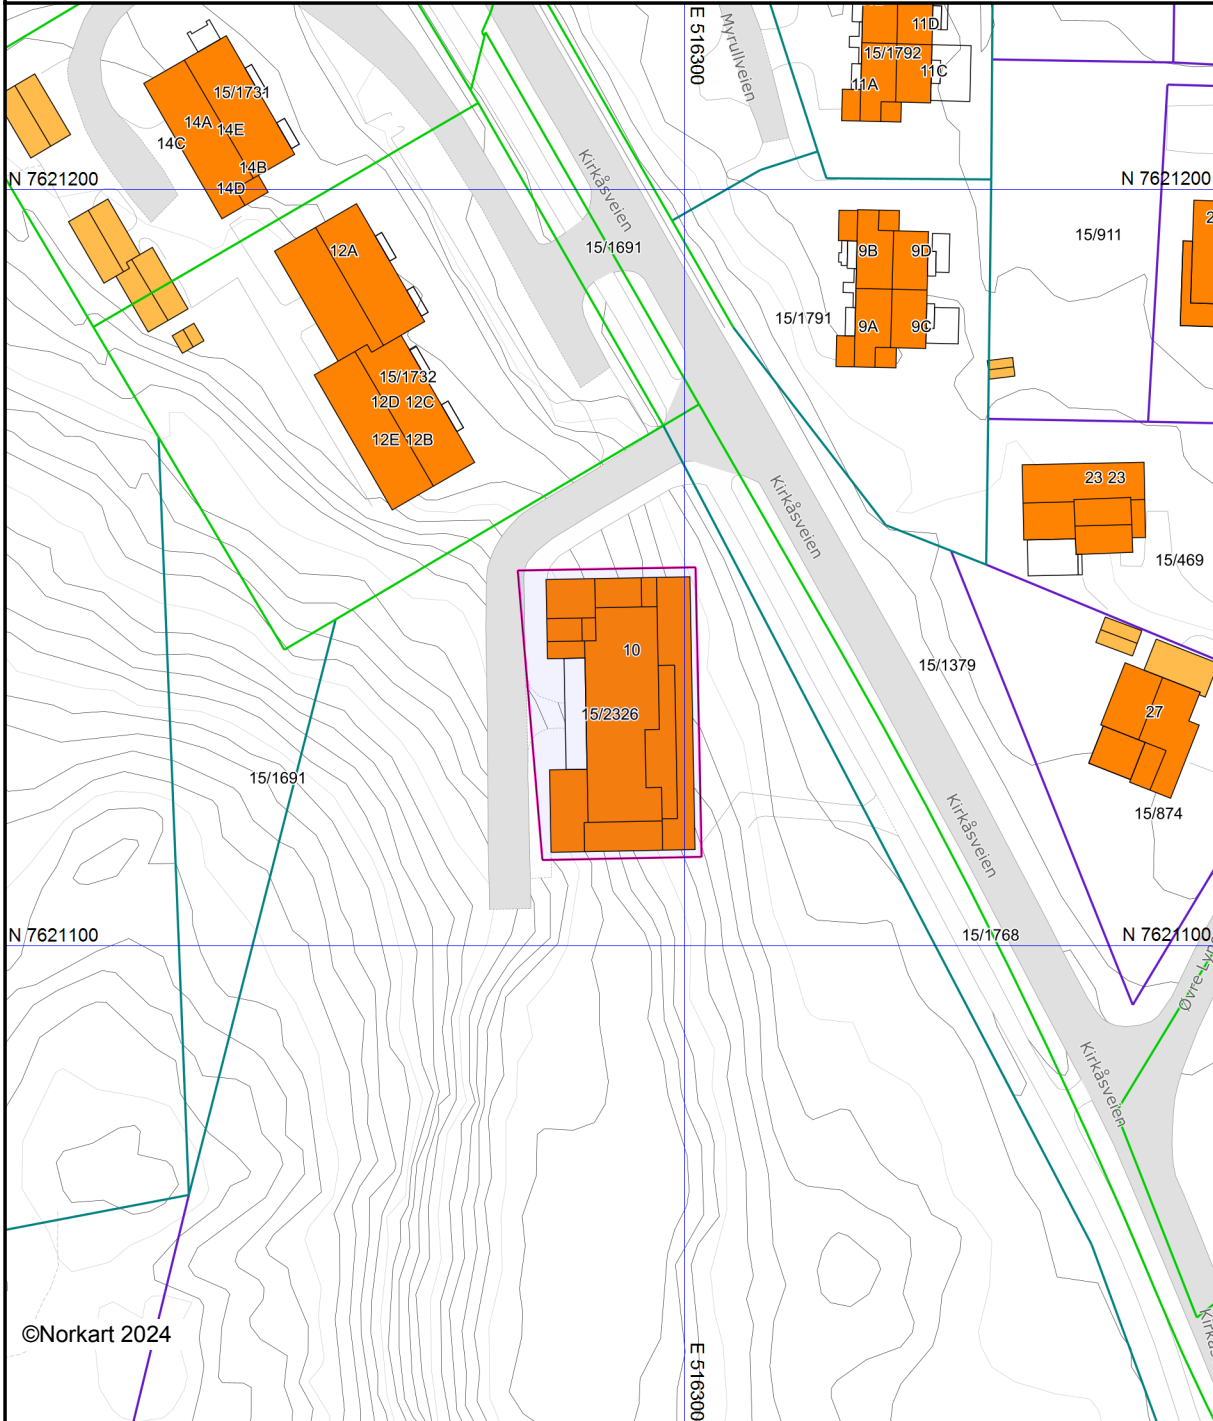 E 516300
Myrullveien
11D
15/1792
11C
11A
15/1731
14A
14E
14C
14B
14D
Kirkåsveien
N 7621200
N 7621200
15/1691
15/911
12A
9B
9D
15/1791
9A
9C
15/1732
12D 12C
12E 12B
Kirkåsveien
23 23
15/469
10
15/1379
15/2326
27
15/1691
Kirkåsveien
15/874
N 7621100
15/1768
N 7621100
Øvre
Kirkåsveien
©Norkart 2024
E 516300